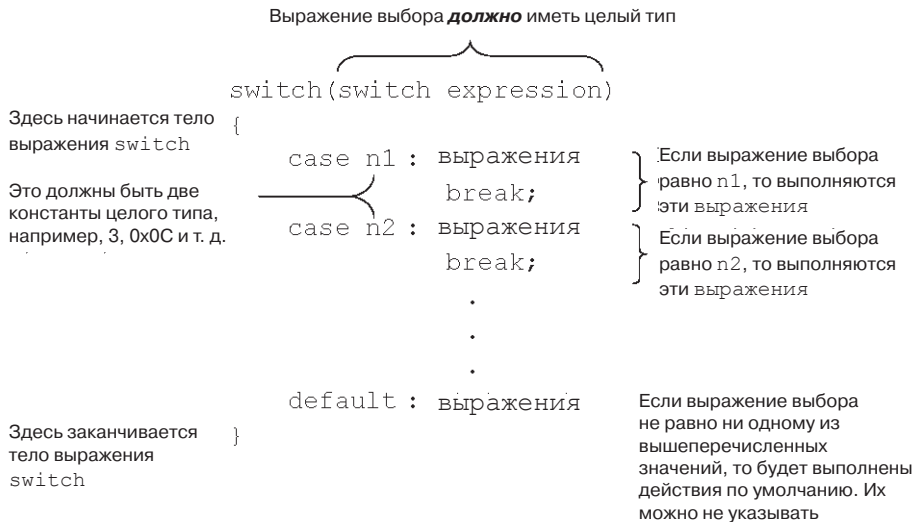 Выражение выбора должно иметь целый тип
switch(switch expression)
Здесь начинается тело
выражения switch
{
case n1 : выражения
break;
Если выражение выбора
равно n1, то выполняются
эти выражения
Это должны быть две
константы целого типа,
например, 3, 0x0C и т. д.
case n2 : выражения
break;
Если выражение выбора
равно n2, то выполняются
эти выражения
.
.
.
default : выражения
Если выражение выбора
не равно ни одному из
вышеперечисленных
значений, то будет выполнены
действия по умолчанию. Их
можно не указывать
Здесь заканчивается
тело выражения
switch
}